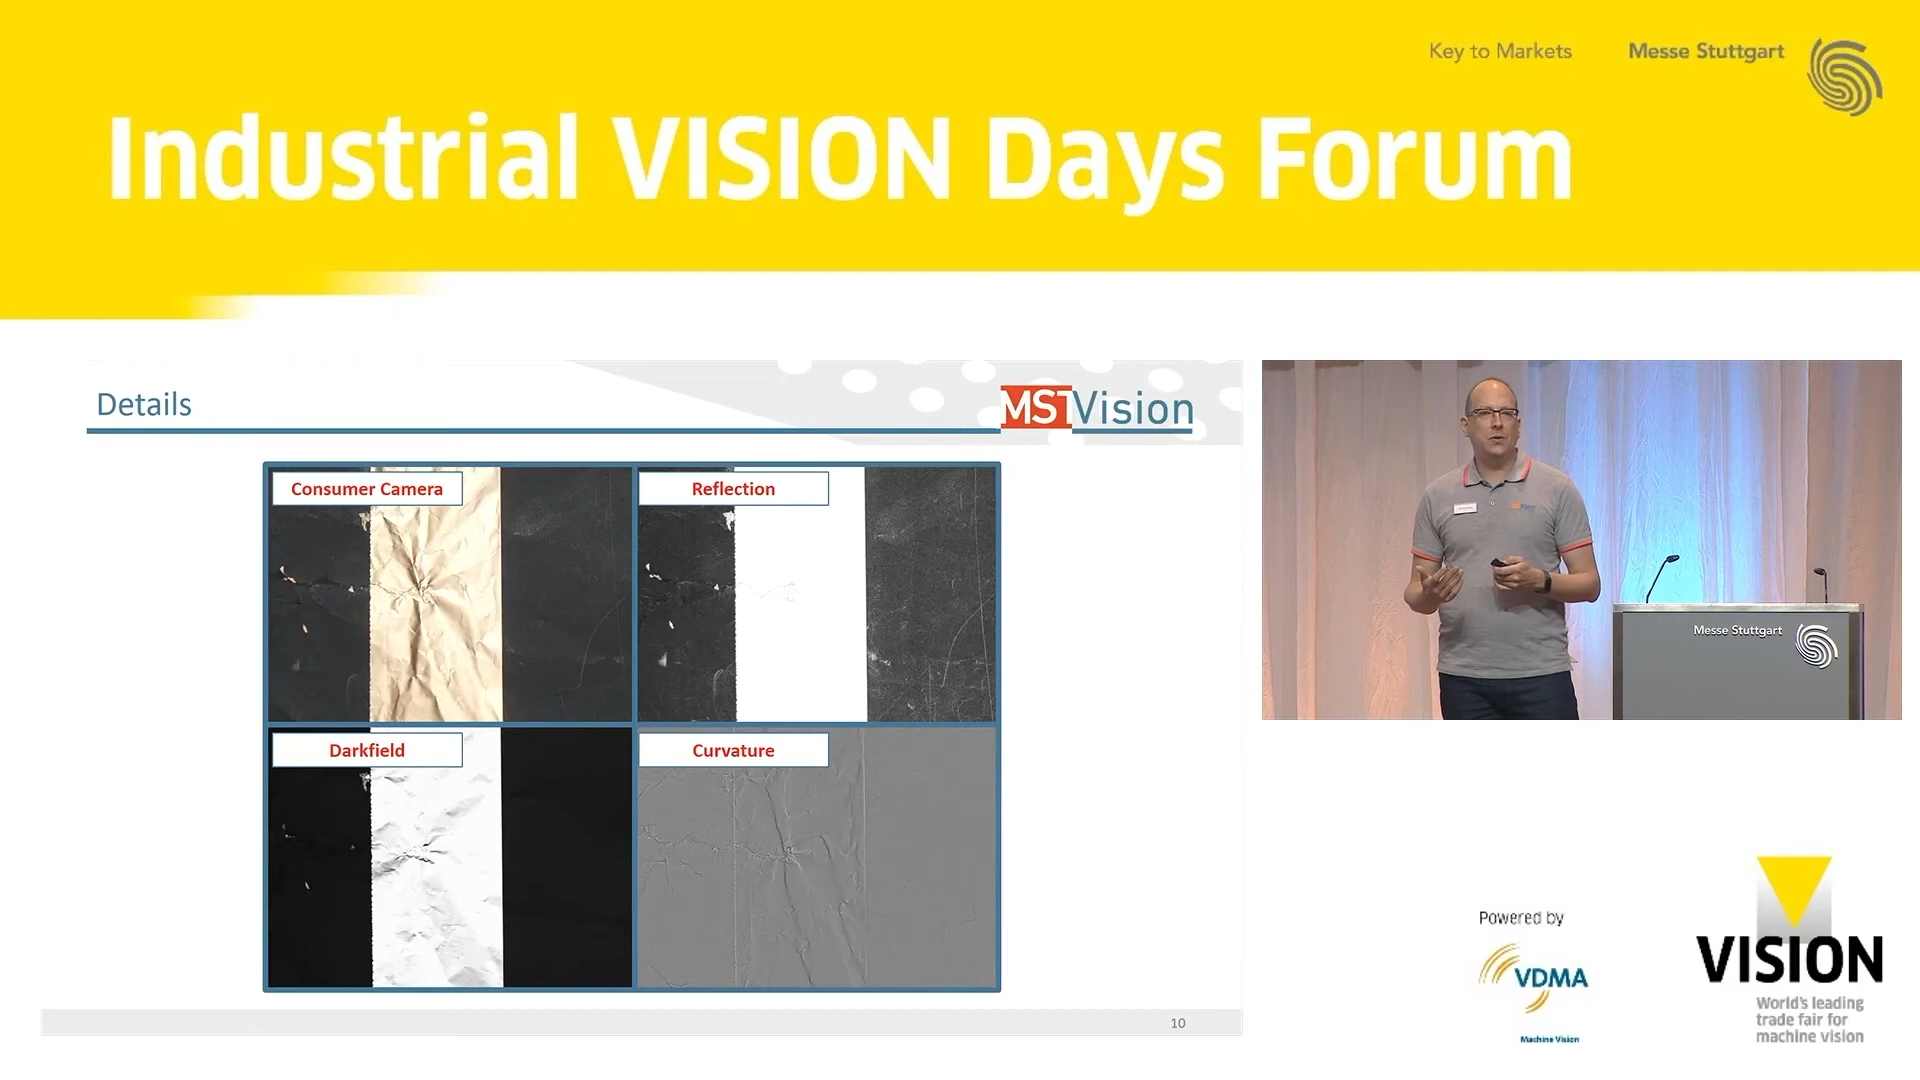 Key to Markets
Messe Stuttgart
Industrial VISION Days Forum
Details
MSTVision
Consumer Camera
Reflection
Darkfield
Curvature
10
Messe Stuttgart
Powered by
VDMA
Machine Vision
VISION
World's leading
trade fair for
machine vision